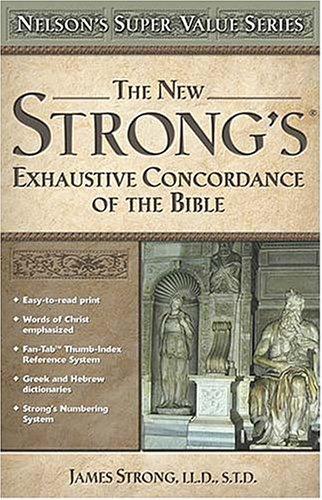 NELSON'S SUPER VALUE SERIES
THE NEW
STRONG'S®
EXHAUSTIVE CONCORDANCE
OF THE BIBLE
Easy-to-read print
Words of Christ
emphasized
Fan-Tab™ Thumb-Index
Reference System
Greek and Hebrew
dictionaries
Strong's Numbering
System
JAMES STRONG, LL.D., S.T.D.